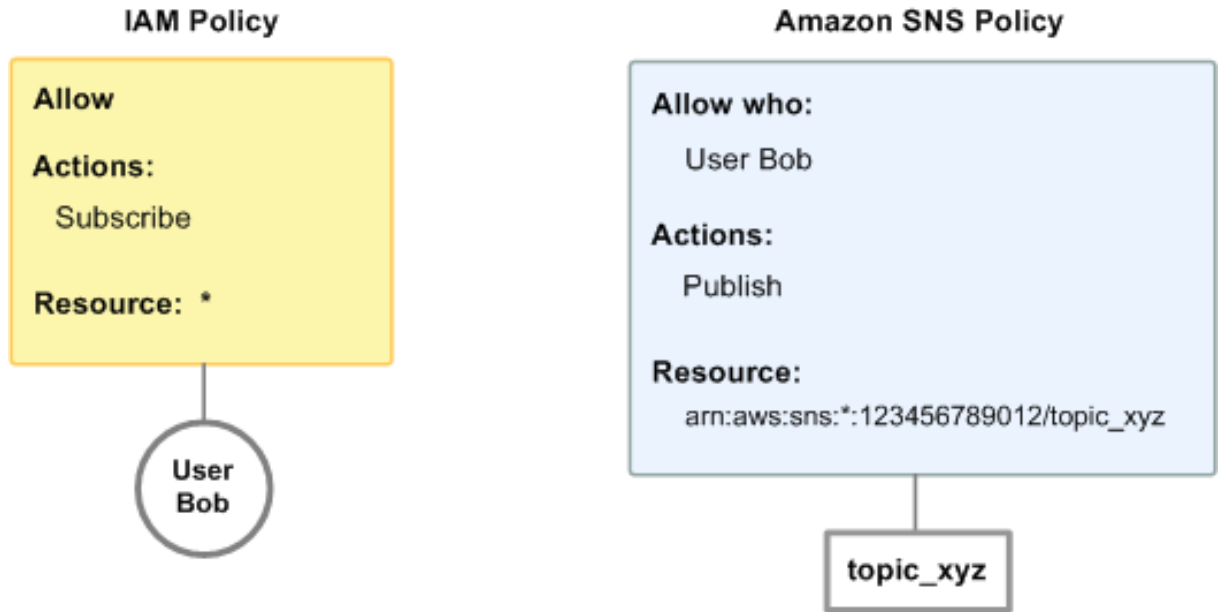 IAM Policy
Allow
Actions:
Subscribe
Resource: *
User
Bob
Amazon SNS Policy
Allow who:
User Bob
Actions:
Publish
Resource:
arn:aws:sns:*:123456789012/topic_xyz
topic_xyz